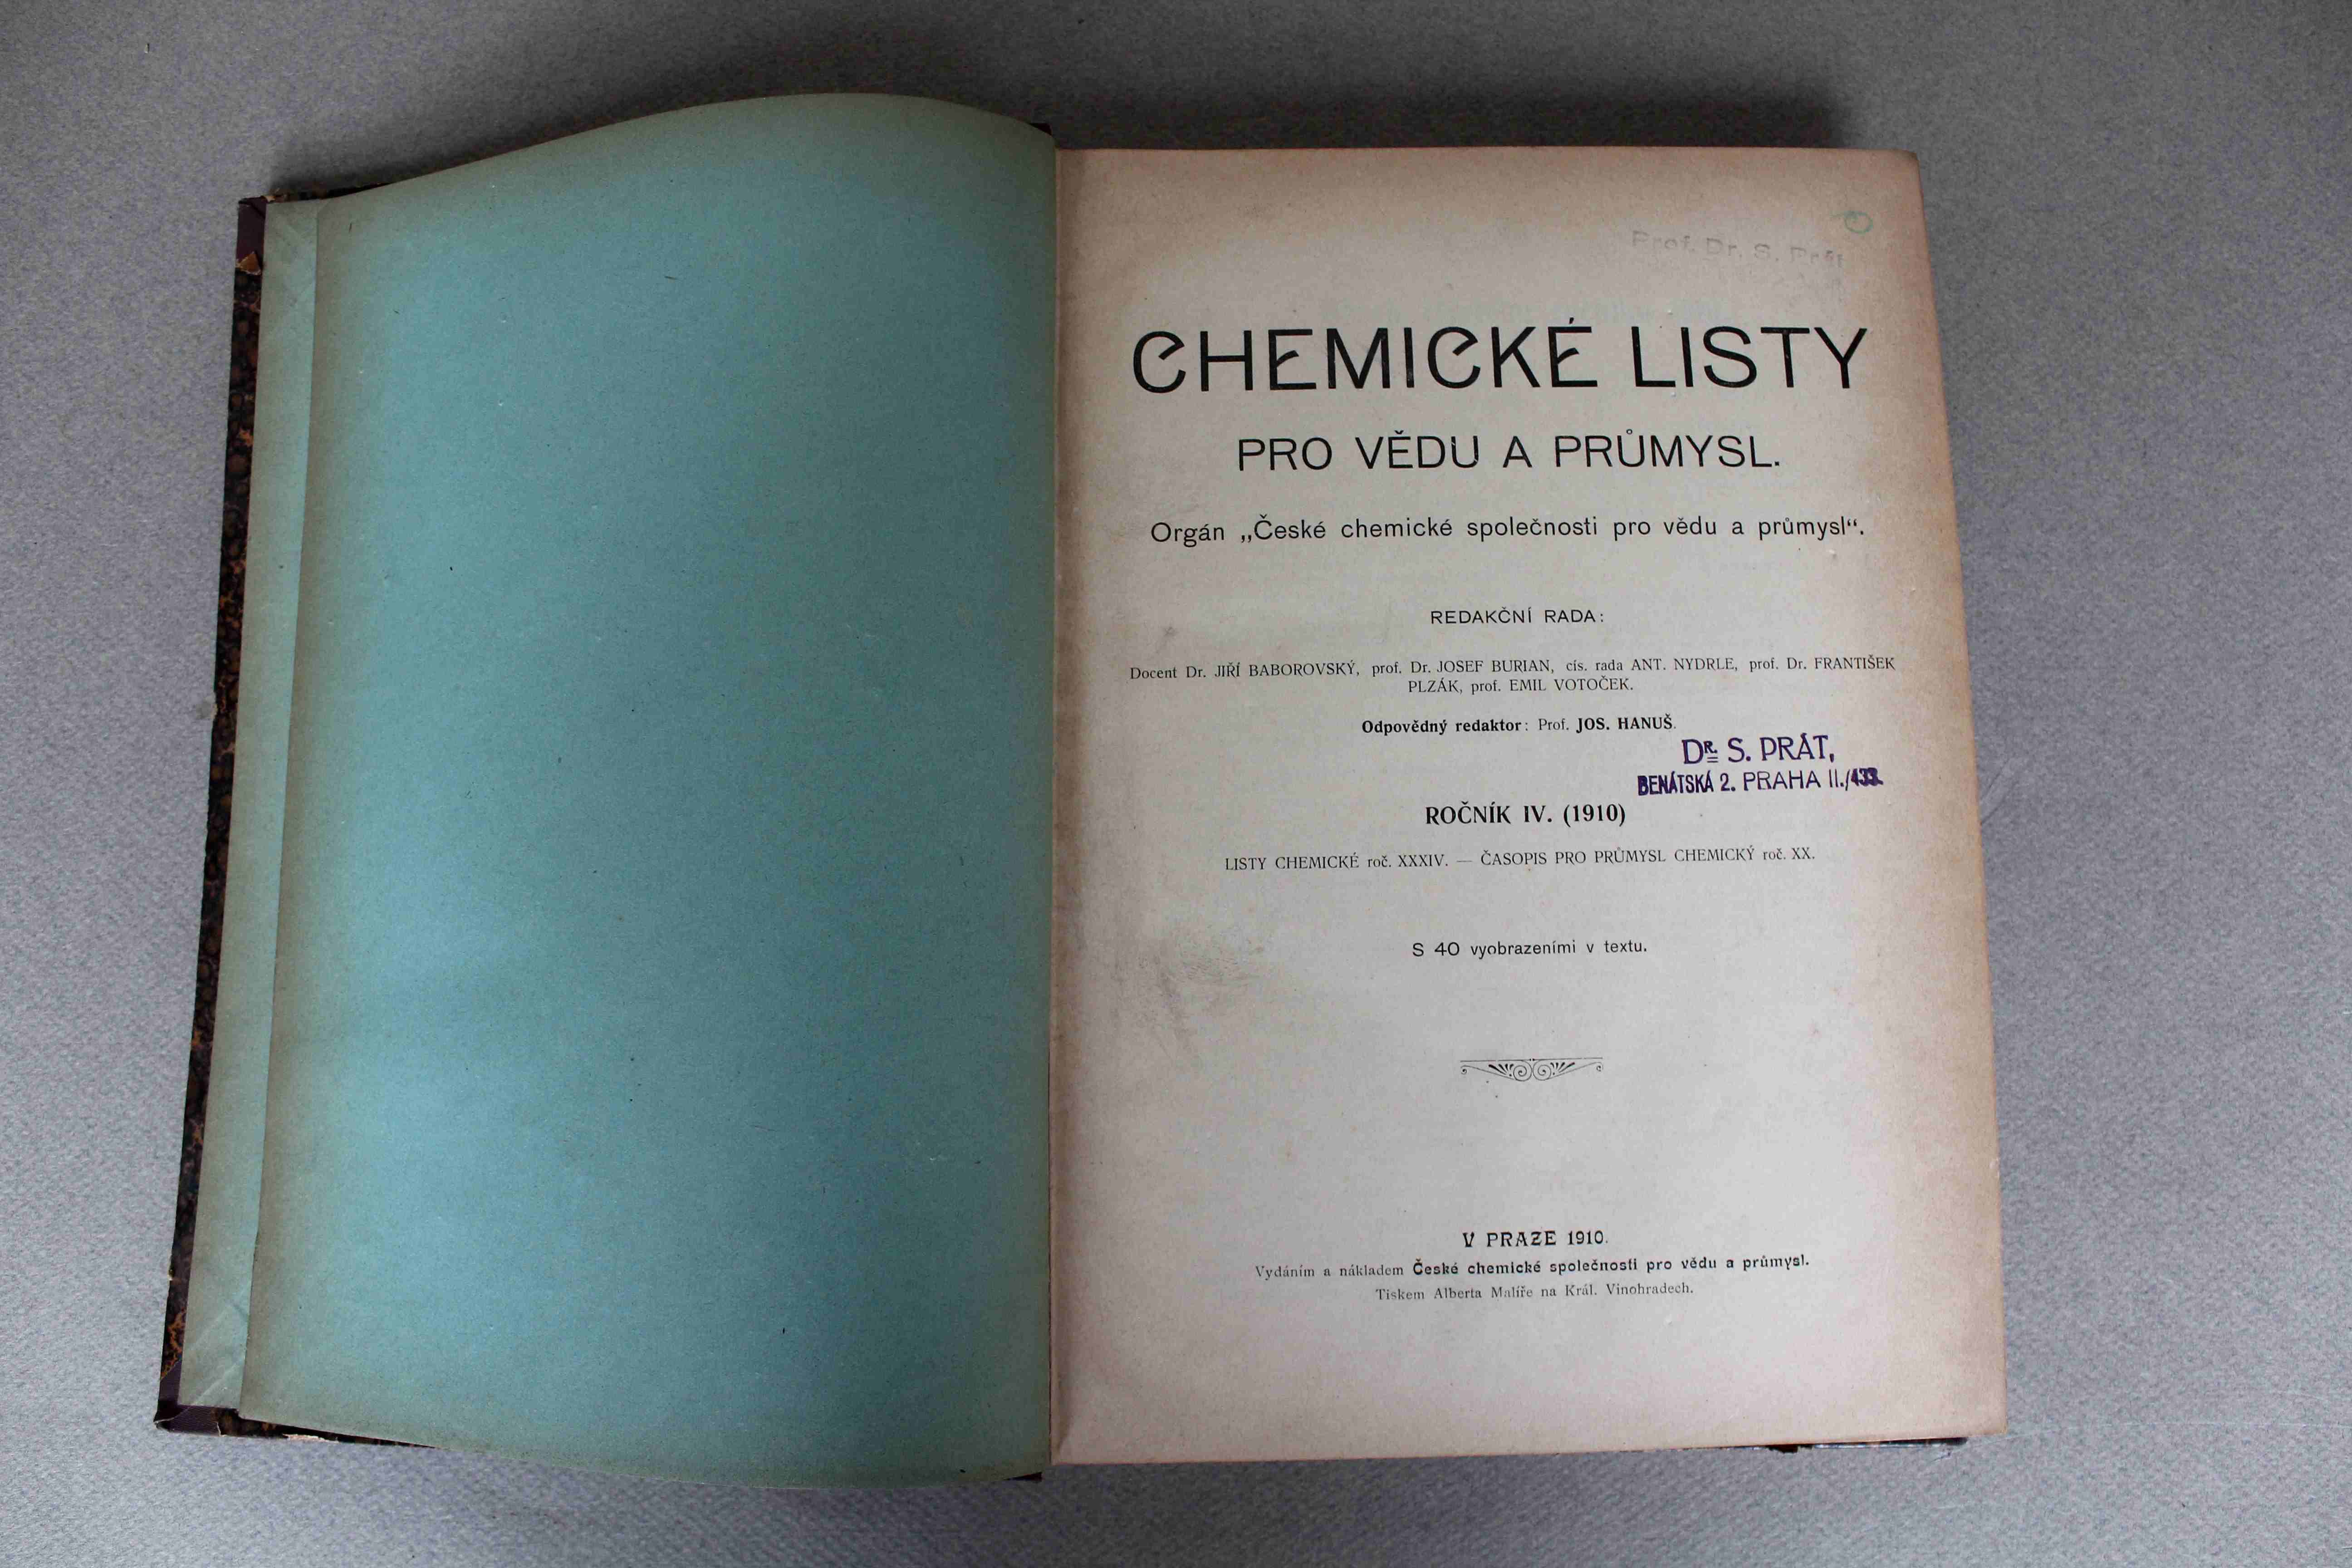 Prof. Dr. S. Prát
CHEMICKÉ LISTY
PRO VĚDU A PRŮMYSL.
Orgán „České chemické společnosti pro vědu a průmysl“.
REDAKČNÍ RADA:
Docent Dr. JIŘÍ BABOROVSKÝ, prof. Dr. JOSEF BURIAN, cís. rada ANT. NYDRLE, prof. Dr. FRANTIŠEK
PLZÁK, prof. EMIL VOTOČEK.
Odpovědný redaktor: Prof. JOS. HANUŠ.
DR. S. PRÁT,
BENÁTSKÁ 2. PRAHA II./433.
ROČNÍK IV. (1910)
LISTY CHEMICKÉ roč. XXXIV. — ČASOPIS PRO PRŮMYSL CHEMICKÝ roč. XX.
S 40 vyobrazeními v textu.
V PRAZE 1910.
Vydáním a nákladem České chemické společnosti pro vědu a průmysl.
Tiskem Alberta Malíře na Král. Vinohradech.